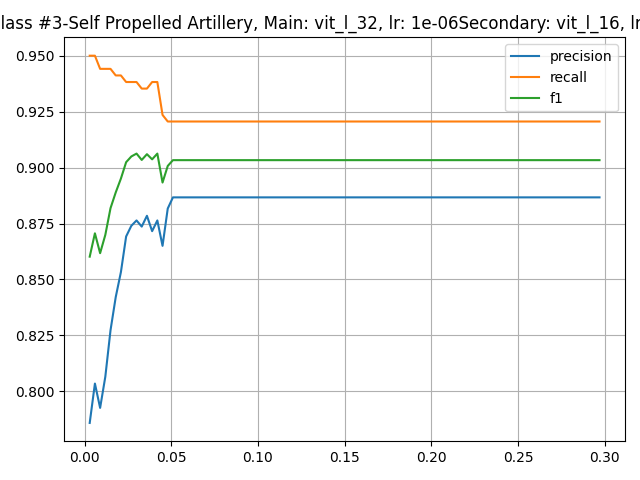 lass #3-Self Propelled Artillery, Main: vit_l_32, lr: 1e-06Secondary: vit_l_16, lr
precision
recall
f1
0.950
0.925
0.900
0.875
0.850
0.825
0.800
0.00 0.05 0.10 0.15 0.20 0.25 0.30